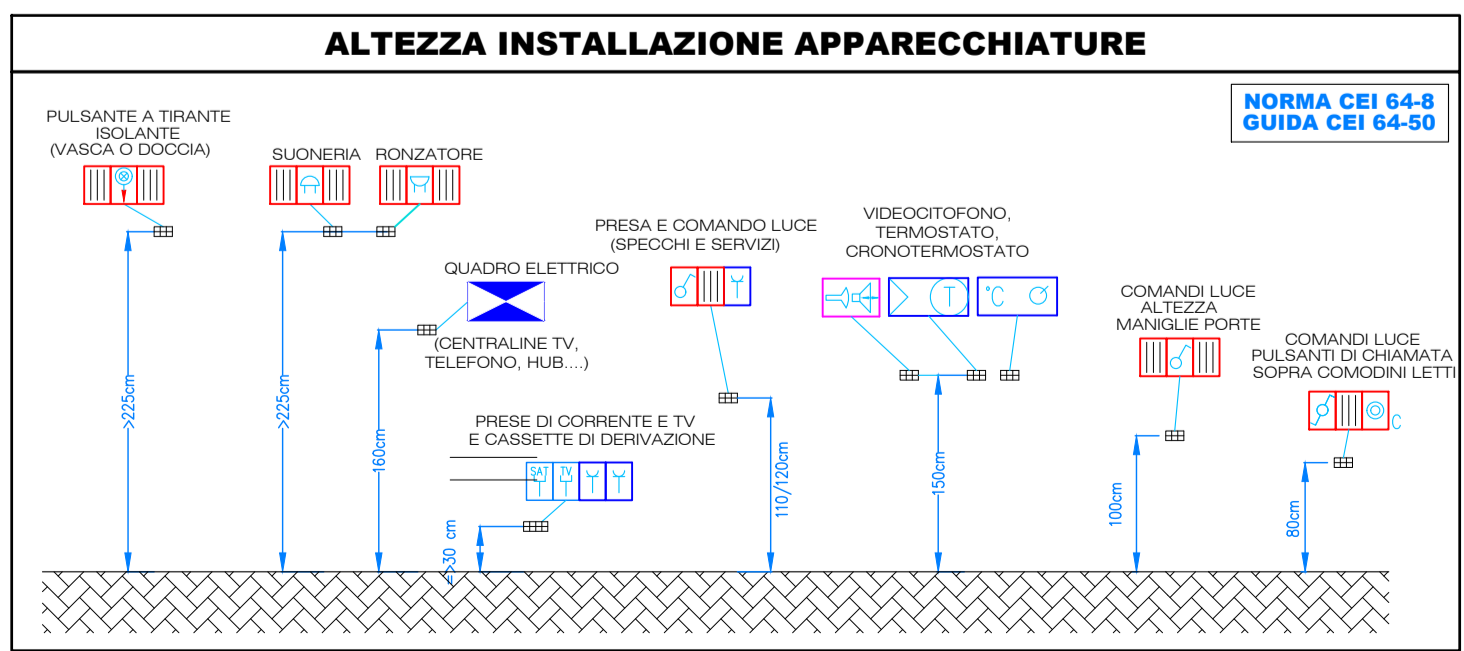 ALTEZZA INSTALLAZIONE APPARECCHIATURE
NORMA CEI 64-8
GUIDA CEI 64-50
PULSANTE A TIRANTE
ISOLANTE
(VASCA O DOCCIA)
>225cm
SUONERIA
RONZATORE
>225cm
QUADRO ELETTRICO
(CENTRALINE TV,
TELEFONO, HUB....)
160cm
PRESE DI CORRENTE E TV
E CASSETTE DI DERIVAZIONE
SAT
TV
=>30 cm
PRESA E COMANDO LUCE
(SPECCHI E SERVIZI)
110/120cm
VIDEOCITOFONO,
TERMOSTATO,
CRONOTERMOSTATO
T
°C
150cm
COMANDI LUCE
ALTEZZA
MANIGLIE PORTE
100cm
COMANDI LUCE
PULSANTI DI CHIAMATA
SOPRA COMODINI LETTI
C
80cm